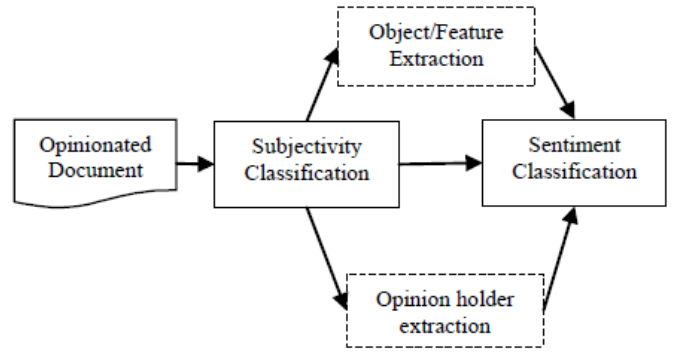 Object/Feature
Extraction
Opinionated
Document
Subjectivity
Classification
Sentiment
Classification
Opinion holder
extraction